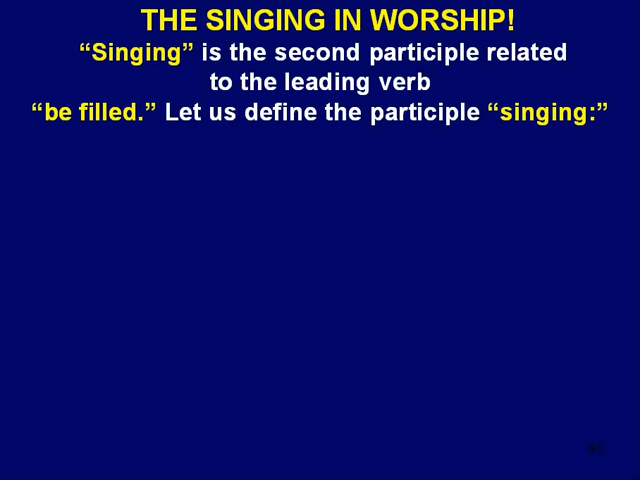 THE SINGING IN WORSHIP!
“Singing” is the second participle related
to the leading verb
“be filled.” Let us define the participle “singing:”